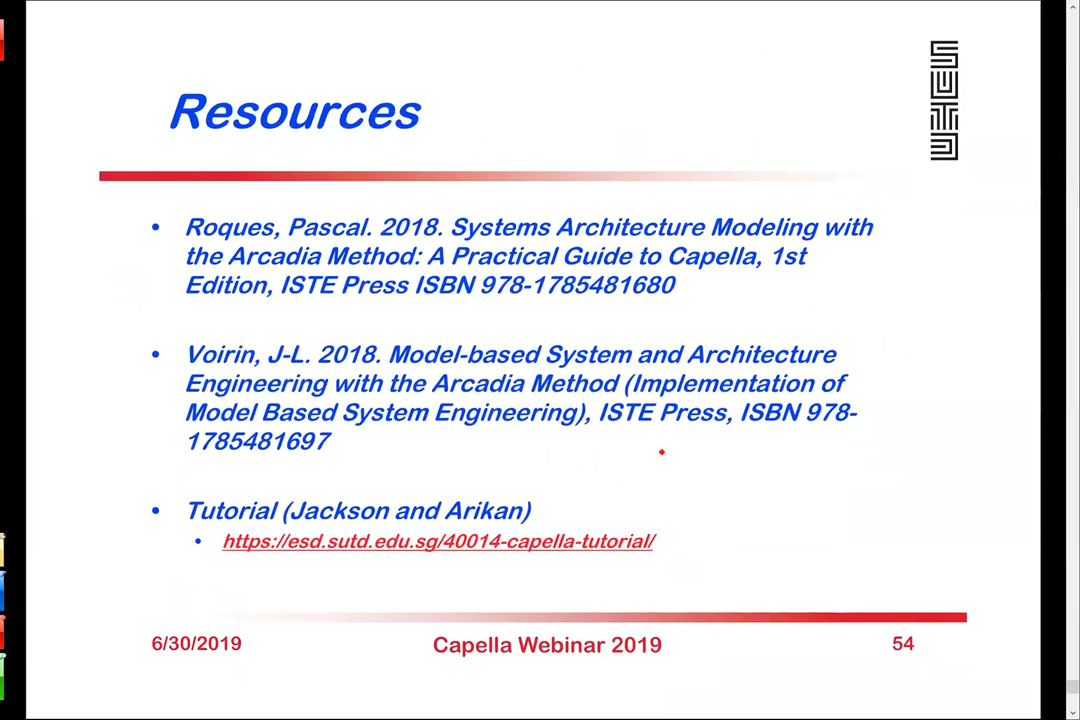 Resources
SUTD
• Roques, Pascal. 2018. Systems Architecture Modeling with
the Arcadia Method: A Practical Guide to Capella, 1st
Edition, ISTE Press ISBN 978-1785481680
• Voirin, J-L. 2018. Model-based System and Architecture
Engineering with the Arcadia Method (Implementation of
Model Based System Engineering), ISTE Press, ISBN 978-
1785481697
• Tutorial (Jackson and Arikan)
• https://esd.sutd.edu.sg/40014-capella-tutorial/
6/30/2019 Capella Webinar 2019 54